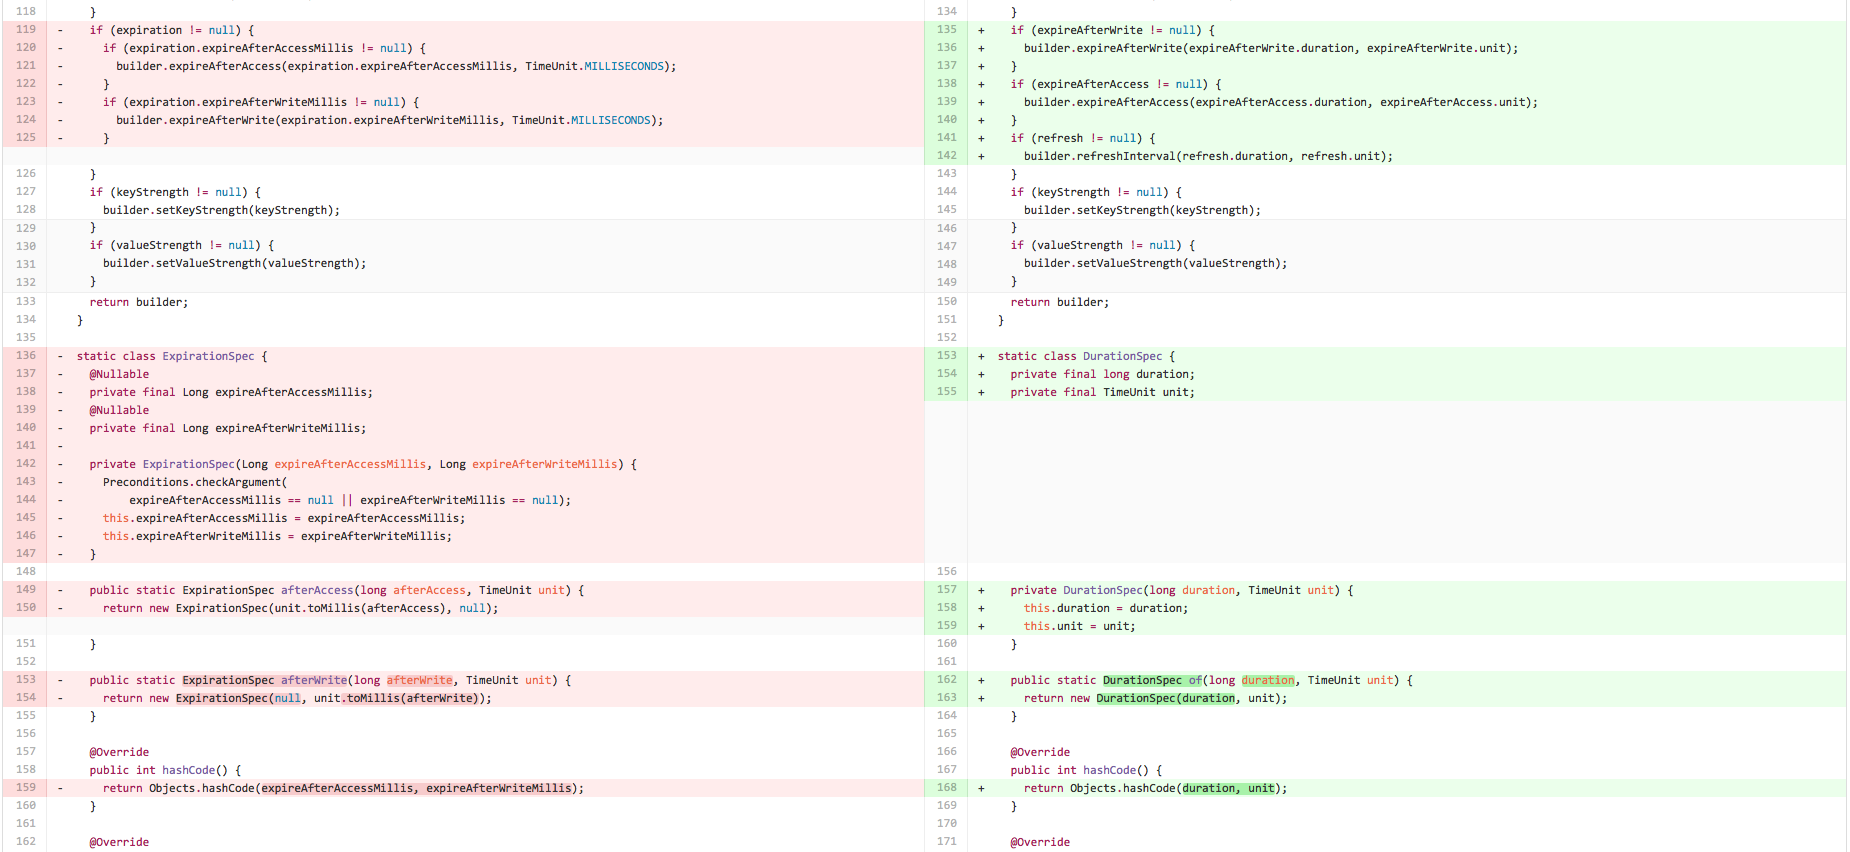 118 }
119 - if (expiration != null) {
120 - if (expiration.expireAfterAccessMillis != null) {
121 - builder.expireAfterAccess(expiration.expireAfterAccessMillis, TimeUnit.MILLISECONDS);
122 - }
123 - if (expiration.expireAfterWriteMillis != null) {
124 - builder.expireAfterWrite(expiration.expireAfterWriteMillis, TimeUnit.MILLISECONDS);
125 - }
126 }
127 if (keyStrength != null) {
128 builder.setKeyStrength(keyStrength);
129 }
130 if (valueStrength != null) {
131 builder.setValueStrength(valueStrength);
132 }
133 return builder;
134 }
135
136 - static class ExpirationSpec {
137 - @Nullable
138 - private final Long expireAfterAccessMillis;
139 - @Nullable
140 - private final Long expireAfterWriteMillis;
141 -
142 - private ExpirationSpec(Long expireAfterAccessMillis, Long expireAfterWriteMillis) {
143 - Preconditions.checkArgument(
144 - expireAfterAccessMillis == null || expireAfterWriteMillis == null);
145 - this.expireAfterAccessMillis = expireAfterAccessMillis;
146 - this.expireAfterWriteMillis = expireAfterWriteMillis;
147 - }
148
149 - public static ExpirationSpec afterAccess(long afterAccess, TimeUnit unit) {
150 - return new ExpirationSpec(unit.toMillis(afterAccess), null);
151 }
152
153 - public static ExpirationSpec afterWrite(long afterWrite, TimeUnit unit) {
154 - return new ExpirationSpec(null, unit.toMillis(afterWrite));
155 }
156
157 @Override
158 public int hashCode() {
159 - return Objects.hashCode(expireAfterAccessMillis, expireAfterWriteMillis);
160 }
161
162 @Override
134 }
135 + if (expireAfterWrite != null) {
136 + builder.expireAfterWrite(expireAfterWrite.duration, expireAfterWrite.unit);
137 + }
138 + if (expireAfterAccess != null) {
139 + builder.expireAfterAccess(expireAfterAccess.duration, expireAfterAccess.unit);
140 + }
141 + if (refresh != null) {
142 + builder.refreshInterval(refresh.duration, refresh.unit);
143 }
144 if (keyStrength != null) {
145 builder.setKeyStrength(keyStrength);
146 }
147 if (valueStrength != null) {
148 builder.setValueStrength(valueStrength);
149 }
150 return builder;
151 }
152
153 + static class DurationSpec {
154 + private final long duration;
155 + private final TimeUnit unit;
156
157 + private DurationSpec(long duration, TimeUnit unit) {
158 + this.duration = duration;
159 + this.unit = unit;
160 }
161
162 + public static DurationSpec of(long duration, TimeUnit unit) {
163 + return new DurationSpec(duration, unit);
164 }
165
166 @Override
167 public int hashCode() {
168 + return Objects.hashCode(duration, unit);
169 }
170
171 @Override